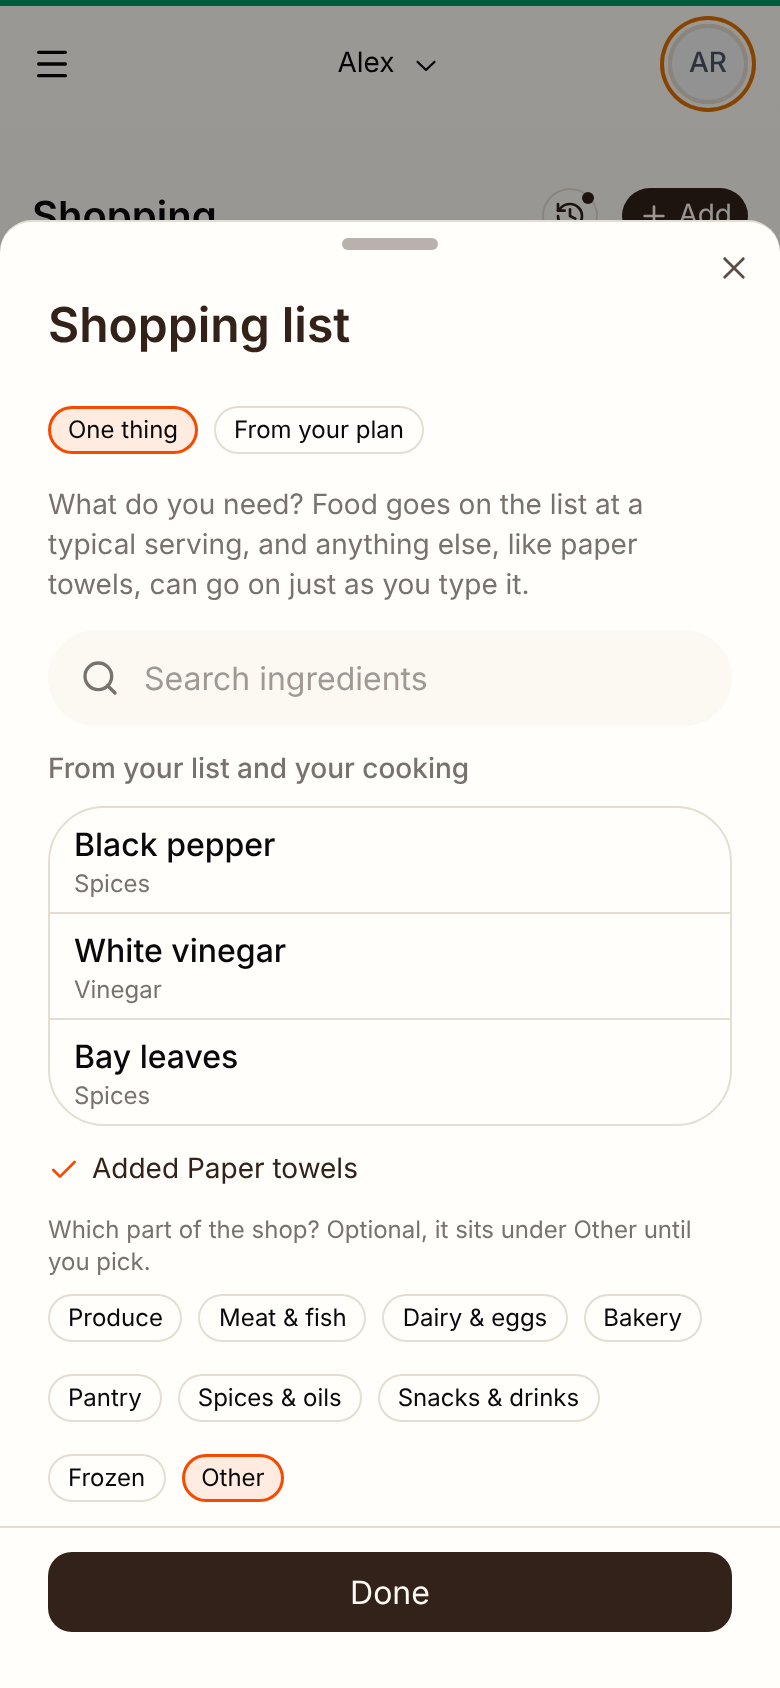 Alex
AR
Shopping
+ Add
Shopping list
One thing
From your plan
What do you need? Food goes on the list at a
typical serving, and anything else, like paper
towels, can go on just as you type it.
Search ingredients
From your list and your cooking
Black pepper
Spices
White vinegar
Vinegar
Bay leaves
Spices
Added Paper towels
Which part of the shop? Optional, it sits under Other until
you pick.
Produce
Meat & fish
Dairy & eggs
Bakery
Pantry
Spices & oils
Snacks & drinks
Frozen
Other
Done